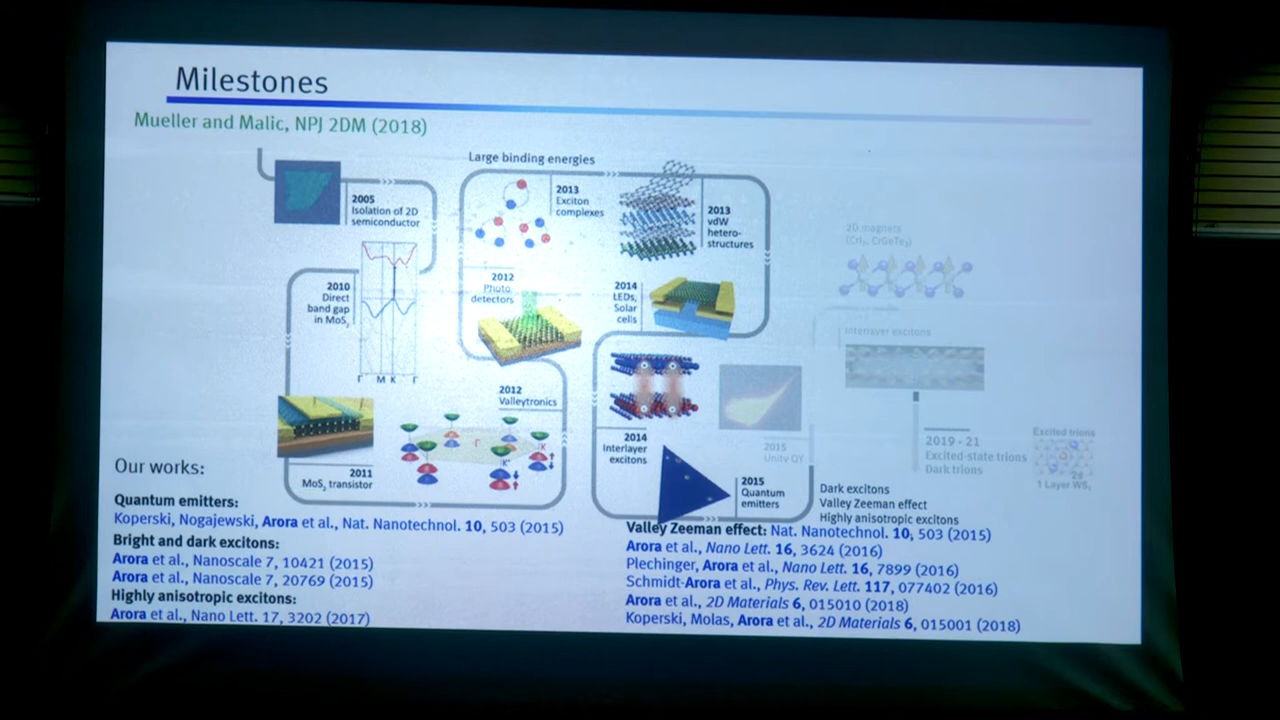 Milestones
Mueller and Malic, NPJ 2DM (2018)
Large binding energies
2005
Isolation of 2D
semiconductor
2013
Exciton
complexes
2013
vdW
hetero-
structures
2D magnets
(CrI₃, CrGeTe₃)
2010
Direct
band gap
in MoS₂
2012
Photo
detectors
2014
LEDs,
Solar
cells
Interlayer excitons
Γ M K Γ
2012
Valleytronics
Γ
K
K'
2014
Interlayer
excitons
2015
Unity QY
2019 - 21
Excited-state trions
Dark trions
Excited trions
2s
1 Layer WS₂
2011
MoS₂ transistor
2015
Quantum
emitters
Dark excitons
Valley Zeeman effect
Highly anisotropic excitons
Our works:
Quantum emitters:
Koperski, Nogajewski, Arora et al., Nat. Nanotechnol. 10, 503 (2015)
Bright and dark excitons:
Arora et al., Nanoscale 7, 10421 (2015)
Arora et al., Nanoscale 7, 20769 (2015)
Highly anisotropic excitons:
Arora et al., Nano Lett. 17, 3202 (2017)
Valley Zeeman effect: Nat. Nanotechnol. 10, 503 (2015)
Arora et al., Nano Lett. 16, 3624 (2016)
Plechinger, Arora et al., Nano Lett. 16, 7899 (2016)
Schmidt-Arora et al., Phys. Rev. Lett. 117, 077402 (2016)
Arora et al., 2D Materials 6, 015010 (2018)
Koperski, Molas, Arora et al., 2D Materials 6, 015001 (2018)